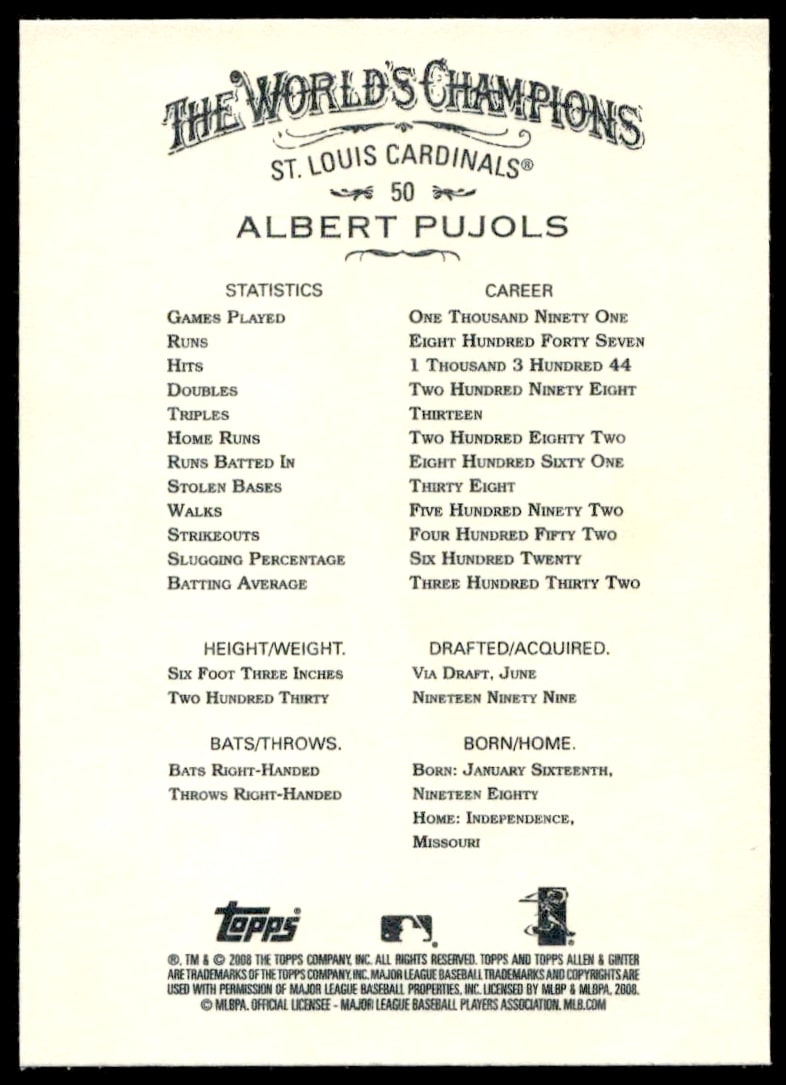 THE WORLD'S CHAMPIONS
ST. LOUIS CARDINALS®
50
ALBERT PUJOLS
STATISTICS CAREER
GAMES PLAYED ONE THOUSAND NINETY ONE
RUNS EIGHT HUNDRED FORTY SEVEN
HITS 1 THOUSAND 3 HUNDRED 44
DOUBLES TWO HUNDRED NINETY EIGHT
TRIPLES THIRTEEN
HOME RUNS TWO HUNDRED EIGHTY TWO
RUNS BATTED IN EIGHT HUNDRED SIXTY ONE
STOLEN BASES THIRTY EIGHT
WALKS FIVE HUNDRED NINETY TWO
STRIKEOUTS FOUR HUNDRED FIFTY TWO
SLUGGING PERCENTAGE SIX HUNDRED TWENTY
BATTING AVERAGE THREE HUNDRED THIRTY TWO
HEIGHT/WEIGHT.
SIX FOOT THREE INCHES
TWO HUNDRED THIRTY
DRAFTED/ACQUIRED.
VIA DRAFT, JUNE
NINETEEN NINETY NINE
BATS/THROWS.
BATS RIGHT-HANDED
THROWS RIGHT-HANDED
BORN/HOME.
BORN: JANUARY SIXTEENTH,
NINETEEN EIGHTY
HOME: INDEPENDENCE,
MISSOURI
Topps®
®, TM & © 2008 THE TOPPS COMPANY, INC. ALL RIGHTS RESERVED. TOPPS AND TOPPS ALLEN & GINTER
ARE TRADEMARKS OF THE TOPPS COMPANY, INC. MAJOR LEAGUE BASEBALL TRADEMARKS AND COPYRIGHTS ARE
USED WITH PERMISSION OF MAJOR LEAGUE BASEBALL PROPERTIES, INC. LICENSED BY MLBP & MLBPA, 2008.
© MLBPA. OFFICIAL LICENSEE - MAJOR LEAGUE BASEBALL PLAYERS ASSOCIATION. MLB.COM